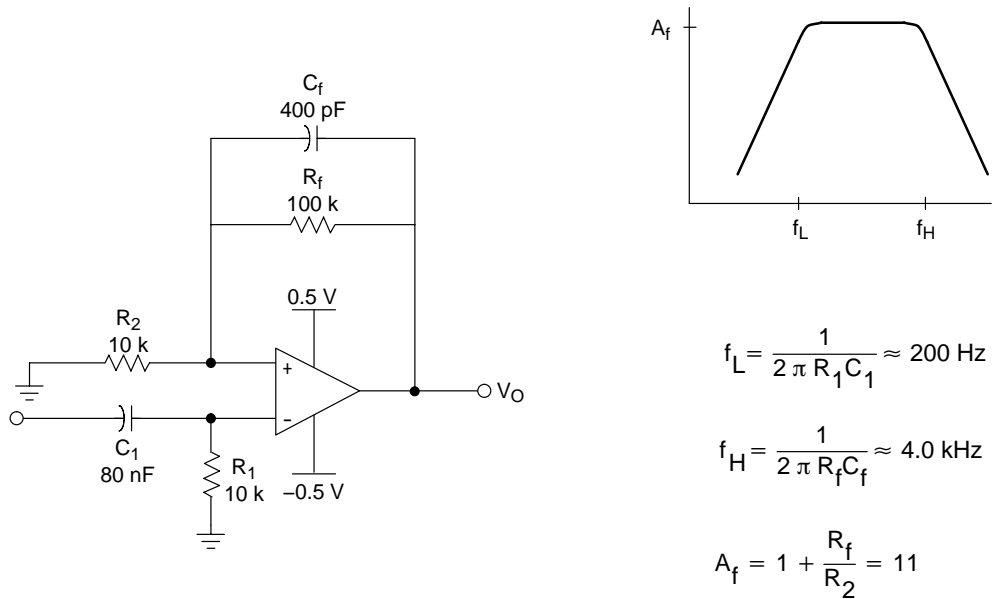 C_f
400 pF
R_f
100 k
0.5 V
R_2
10 k
+
−
V_O
C_1
80 nF
R_1
10 k
−0.5 V
A_f
f_L
f_H
f_L = 1 / (2 π R_1C_1) ≈ 200 Hz
f_H = 1 / (2 π R_fC_f) ≈ 4.0 kHz
A_f = 1 + R_f / R_2 = 11